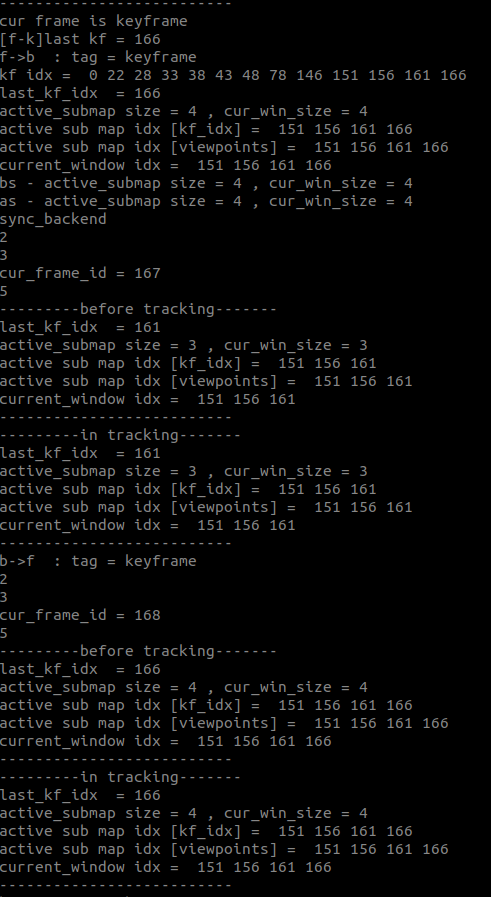 --------------------------
cur frame is keyframe
[f-k]last kf = 166
f->b  : tag = keyframe
kf idx =  0 22 28 33 38 43 48 78 146 151 156 161 166
last_kf_idx  = 166
active_submap size = 4 , cur_win_size = 4
active sub map idx [kf_idx] =  151 156 161 166
active sub map idx [viewpoints] =  151 156 161 166
current_window idx =  151 156 161 166
bs - active_submap size = 4 , cur_win_size = 4
as - active_submap size = 4 , cur_win_size = 4
sync_backend
2
3
cur_frame_id = 167
5
---------before tracking-------
last_kf_idx  = 161
active_submap size = 3 , cur_win_size = 3
active sub map idx [kf_idx] =  151 156 161
active sub map idx [viewpoints] =  151 156 161
current_window idx =  151 156 161
--------------------------
---------in tracking-------
last_kf_idx  = 161
active_submap size = 3 , cur_win_size = 3
active sub map idx [kf_idx] =  151 156 161
active sub map idx [viewpoints] =  151 156 161
current_window idx =  151 156 161
--------------------------
b->f  : tag = keyframe
2
3
cur_frame_id = 168
5
---------before tracking-------
last_kf_idx  = 166
active_submap size = 4 , cur_win_size = 4
active sub map idx [kf_idx] =  151 156 161 166
active sub map idx [viewpoints] =  151 156 161 166
current_window idx =  151 156 161 166
--------------------------
---------in tracking-------
last_kf_idx  = 166
active_submap size = 4 , cur_win_size = 4
active sub map idx [kf_idx] =  151 156 161 166
active sub map idx [viewpoints] =  151 156 161 166
current_window idx =  151 156 161 166
--------------------------